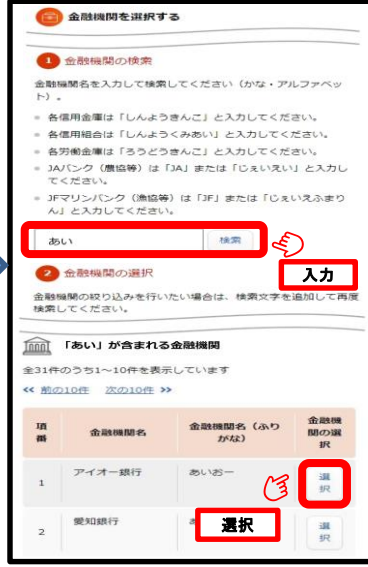 金融機関を選択する
1 金融機関の検索
金融機関名を入力して検索してください（かな・アルファベッ
ト）。
各信用金庫は「しんようきんこ」と入力してください。
各信用組合は「しんようくみあい」と入力してください。
各労働金庫は「ろうどうきんこ」と入力してください。
JAバンク（農協等）は「JA」または「じぇいえい」と入力し
てください。
JFマリンバンク（漁協等）は「JF」または「じぇいえふまり
ん」と入力してください。
あい 検索
入力
2 金融機関の選択
金融機関の絞り込みを行いたい場合は、検索文字を追加して再度
検索してください。
「あい」が含まれる金融機関
全31件のうち1～10件を表示しています
<< 前の10件 次の10件 >>
項番 金融機関名 金融機関名（ふりがな） 金融機関の選択
1 アイオー銀行 あいおー 選択
選択
2 愛知銀行 あ 選択